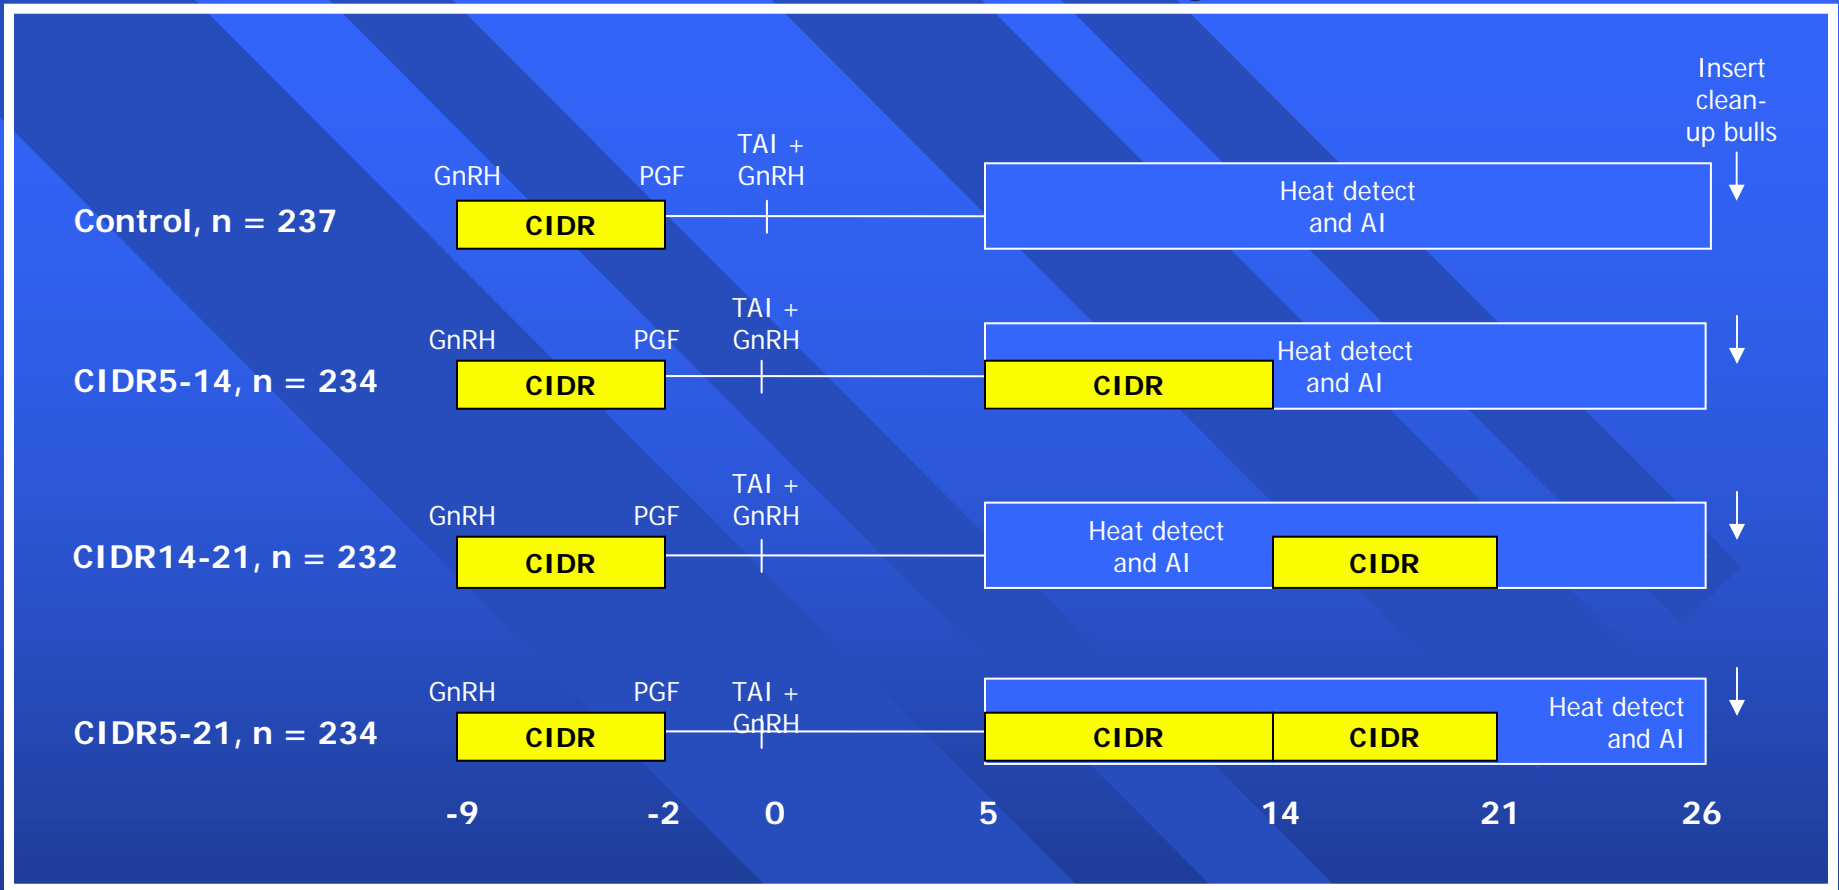 Insert
clean-
up bulls
TAI +
GnRH
PGF
GnRH
Control, n = 237
CIDR
Heat detect
and AI
TAI +
GnRH
PGF
GnRH
CIDR5-14, n = 234
CIDR
CIDR
Heat detect
and AI
TAI +
GnRH
PGF
GnRH
CIDR14-21, n = 232
CIDR
Heat detect
and AI
CIDR
GnRH
PGF
TAI +
GnRH
CIDR5-21, n = 234
CIDR
CIDR
CIDR
Heat detect
and AI
-9 -2 0 5 14 21 26